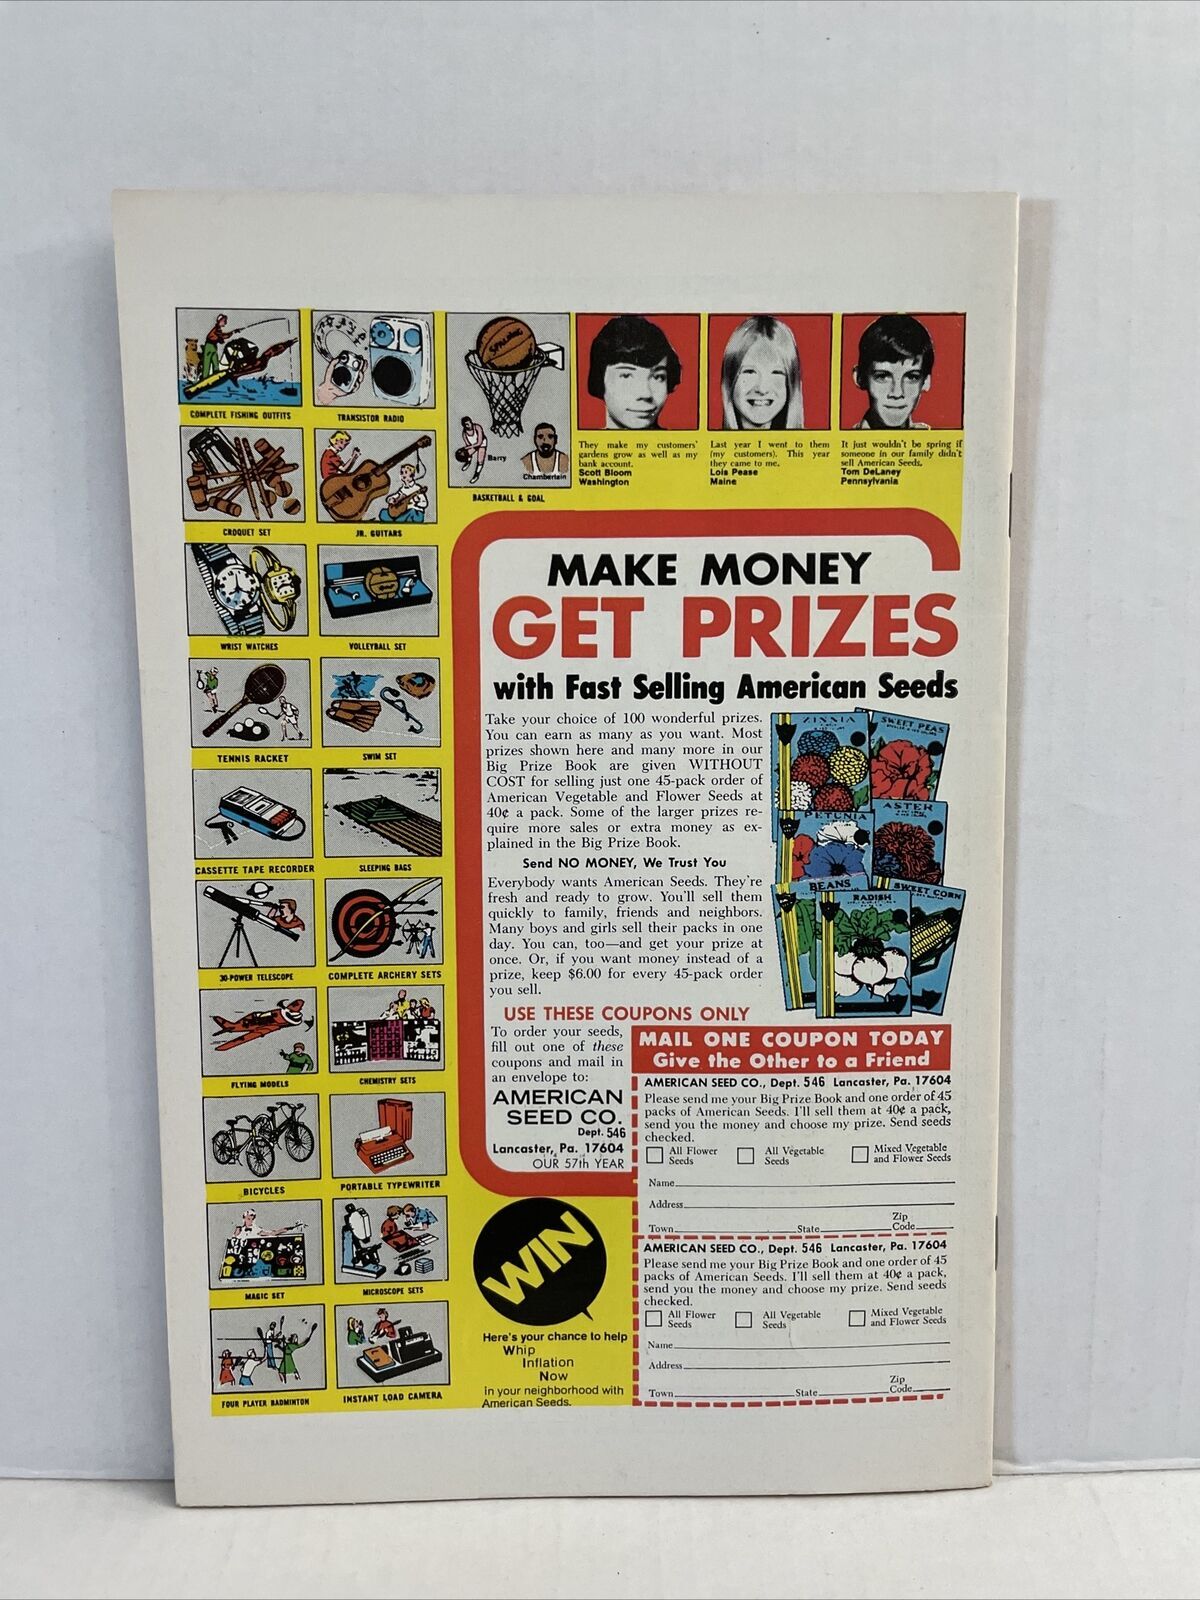 COMPLETE FISHING OUTFITS
TRANSISTOR RADIO
CROQUET SET
JR. GUITARS
WRIST WATCHES
VOLLEYBALL SET
TENNIS RACKET
SWIM SET
CASSETTE TAPE RECORDER
SLEEPING BAGS
30-POWER TELESCOPE
COMPLETE ARCHERY SETS
FLYING MODELS
CHEMISTRY SETS
BICYCLES
PORTABLE TYPEWRITER
MAGIC SET
MICROSCOPE SETS
FOUR PLAYER BADMINTON
INSTANT LOAD CAMERA
SPALDING
Barry
Chamberlain
BASKETBALL & GOAL
They make my customers'
gardens grow as well as my
bank account.
Scott Bloom
Washington
Last year I went to them
(my customers). This year
they came to me.
Lois Pease
Maine
It just wouldn't be spring if
someone in our family didn't
sell American Seeds.
Tom DeLaney
Pennsylvania
MAKE MONEY
GET PRIZES
with Fast Selling American Seeds
Take your choice of 100 wonderful prizes.
You can earn as many as you want. Most
prizes shown here and many more in our
Big Prize Book are given WITHOUT
COST for selling just one 45-pack order of
American Vegetable and Flower Seeds at
40¢ a pack. Some of the larger prizes re-
quire more sales or extra money as ex-
plained in the Big Prize Book.
Send NO MONEY, We Trust You
Everybody wants American Seeds. They're
fresh and ready to grow. You'll sell them
quickly to family, friends and neighbors.
Many boys and girls sell their packs in one
day. You can, too—and get your prize at
once. Or, if you want money instead of a
prize, keep $6.00 for every 45-pack order
you sell.
ZINNIA
SWEET PEAS
ASTER
PETUNIA
BEANS
RADISH
SWEET CORN
USE THESE COUPONS ONLY
To order your seeds,
fill out one of these
coupons and mail in
an envelope to:
AMERICAN
SEED CO.
Dept. 546
Lancaster, Pa. 17604
OUR 57th YEAR
MAIL ONE COUPON TODAY
Give the Other to a Friend
AMERICAN SEED CO., Dept. 546 Lancaster, Pa. 17604
Please send me your Big Prize Book and one order of 45
packs of American Seeds. I'll sell them at 40¢ a pack,
send you the money and choose my prize. Send seeds
checked.
All Flower Seeds
All Vegetable Seeds
Mixed Vegetable and Flower Seeds
Name
Address
Town State Zip Code
AMERICAN SEED CO., Dept. 546 Lancaster, Pa. 17604
Please send me your Big Prize Book and one order of 45
packs of American Seeds. I'll sell them at 40¢ a pack,
send you the money and choose my prize. Send seeds
checked.
All Flower Seeds
All Vegetable Seeds
Mixed Vegetable and Flower Seeds
Name
Address
Town State Zip Code
WIN
Here's your chance to help
Whip
Inflation
Now
in your neighborhood with
American Seeds.